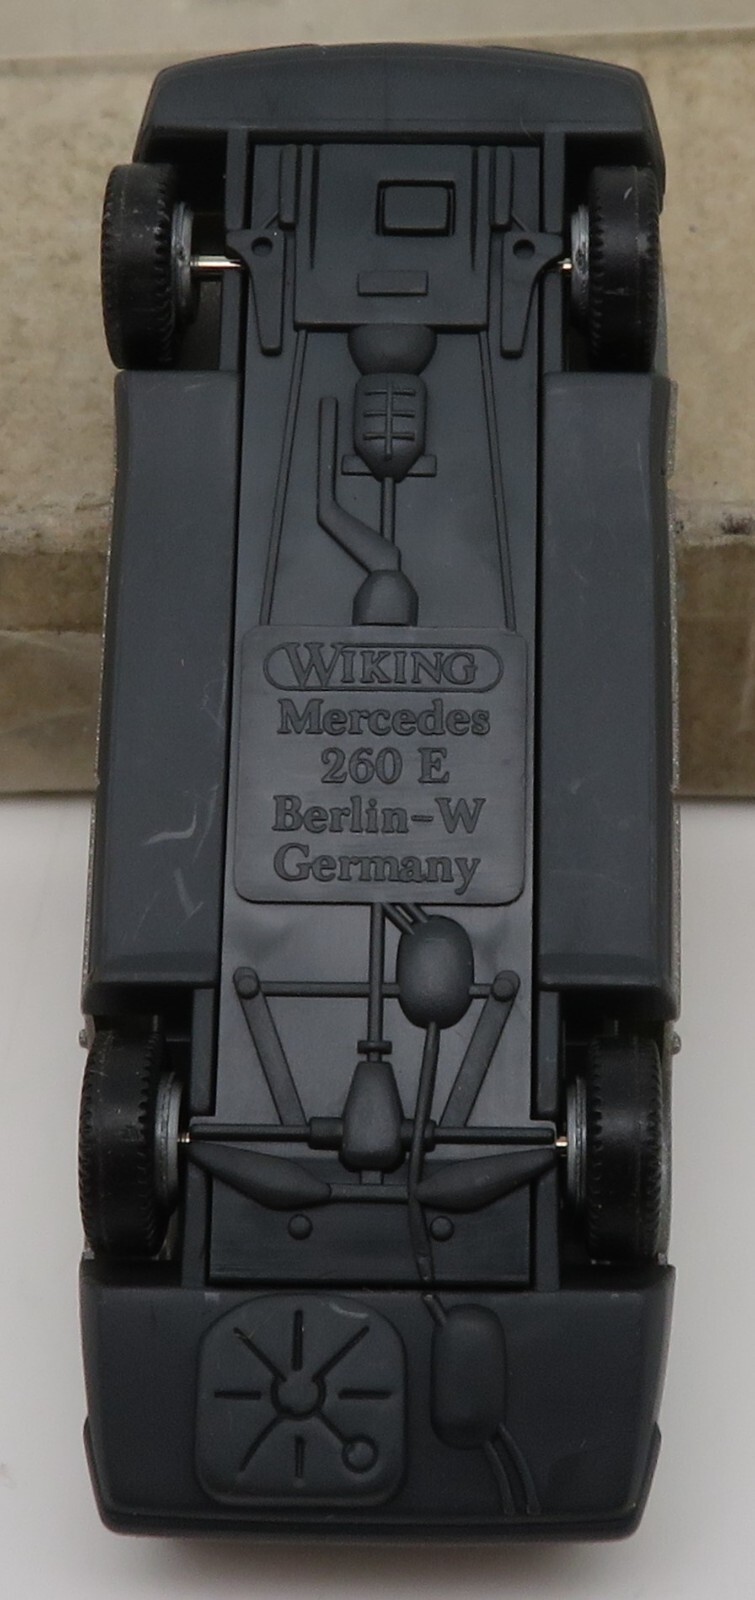 WIKING
Mercedes
260 E
Berlin-W
Germany